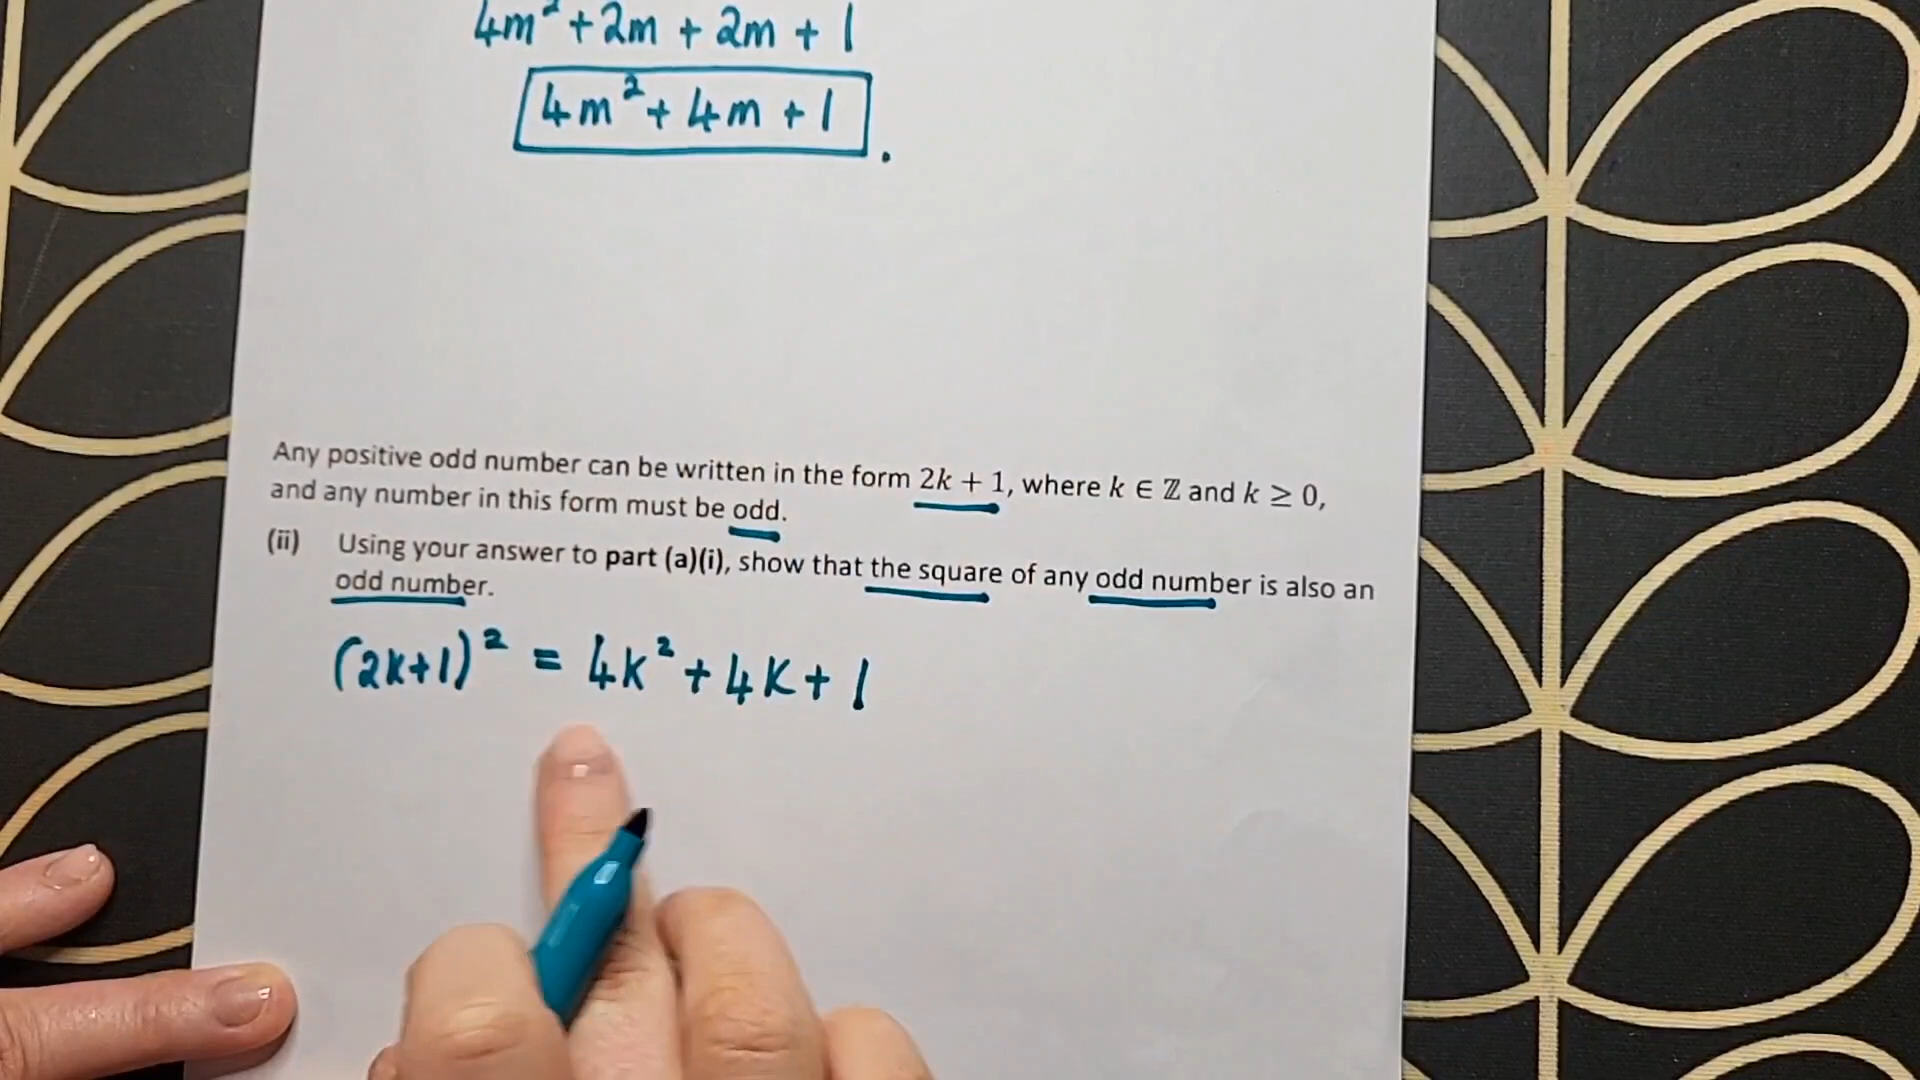 4m² + 2m + 2m + 1
4m² + 4m + 1 .
Any positive odd number can be written in the form 2k + 1, where k ∈ ℤ and k ≥ 0,
and any number in this form must be odd.
(ii) Using your answer to part (a)(i), show that the square of any odd number is also an
odd number.
(2k+1)² = 4k² + 4k + 1